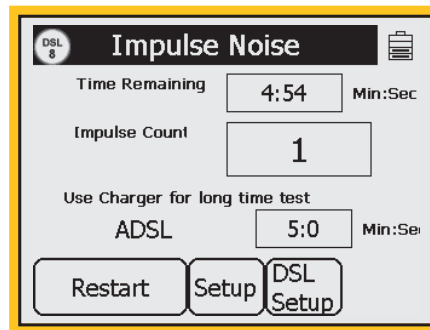 DSL
8
Impulse Noise
Time Remaining 4:54 Min:Sec
Impulse Count 1
Use Charger for long time test
ADSL 5:0 Min:Se
Restart Setup DSL Setup